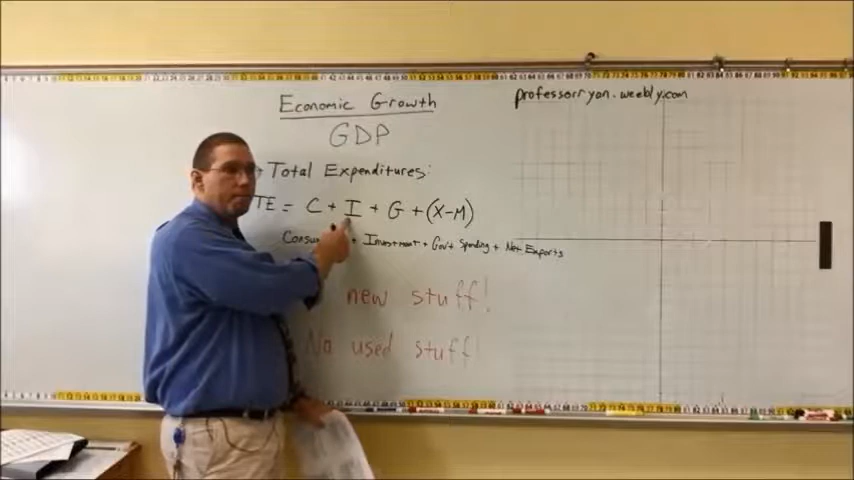 Economic Growth
professorryon.weebly.com
GDP
Total Expenditures:
TE = C + I + G + (X-M)
+ Investment + Gov't Spending + Net Exports
new stuff!
No used stuff!